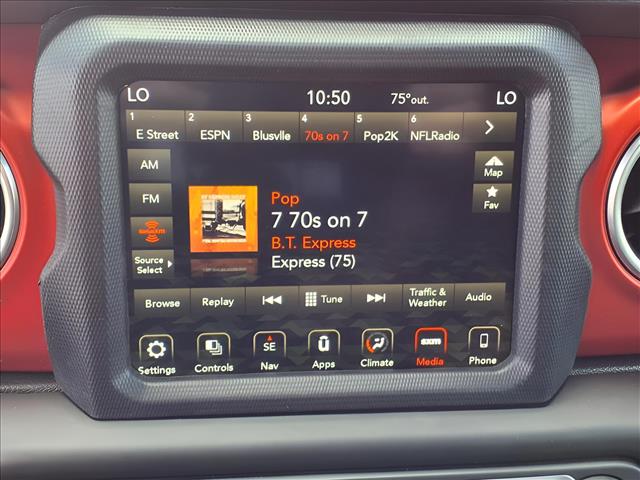 LO 10:50 75°out. LO
1 E Street 2 ESPN 3 Blusvlle 4 70s on 7 5 Pop2K 6 NFLRadio
AM
FM
SiriusXM
Source
Select
Map
Fav
Pop
7 70s on 7
B.T. Express
Express (75)
Browse Replay Tune Traffic &
Weather Audio
SE sxm
Settings Controls Nav Apps Climate Media Phone